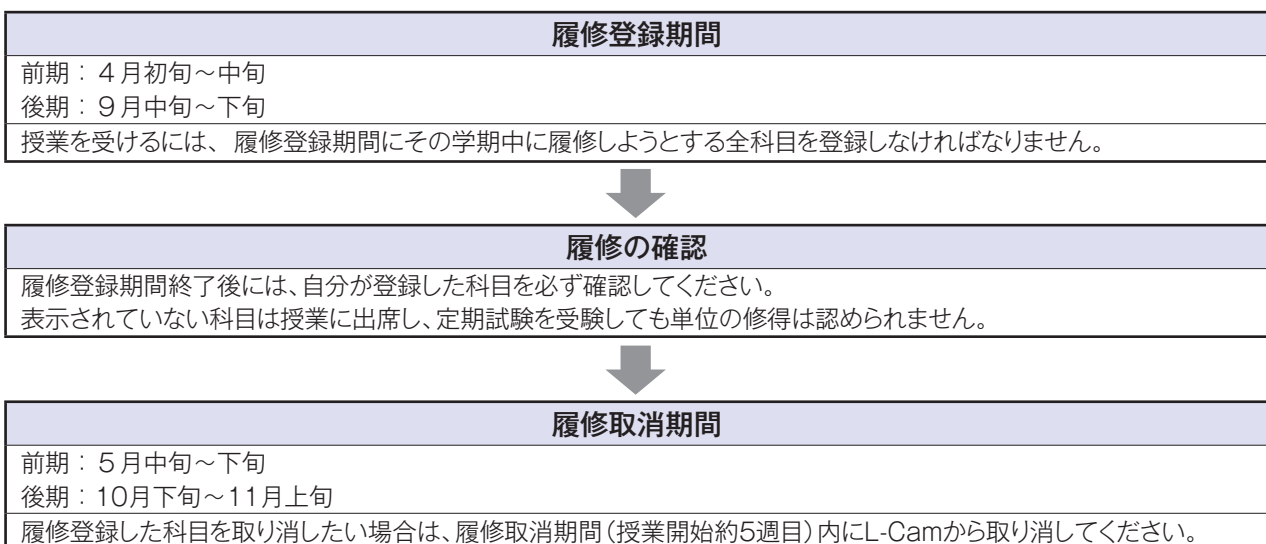 履修登録期間
前期：４月初旬～中旬
後期：９月中旬～下旬
授業を受けるには、履修登録期間にその学期中に履修しようとする全科目を登録しなければなりません。
履修の確認
履修登録期間終了後には、自分が登録した科目を必ず確認してください。
表示されていない科目は授業に出席し、定期試験を受験しても単位の修得は認められません。
履修取消期間
前期：５月中旬～下旬
後期：10月下旬～11月上旬
履修登録した科目を取り消したい場合は、履修取消期間（授業開始約5週目）内にL-Camから取り消してください。